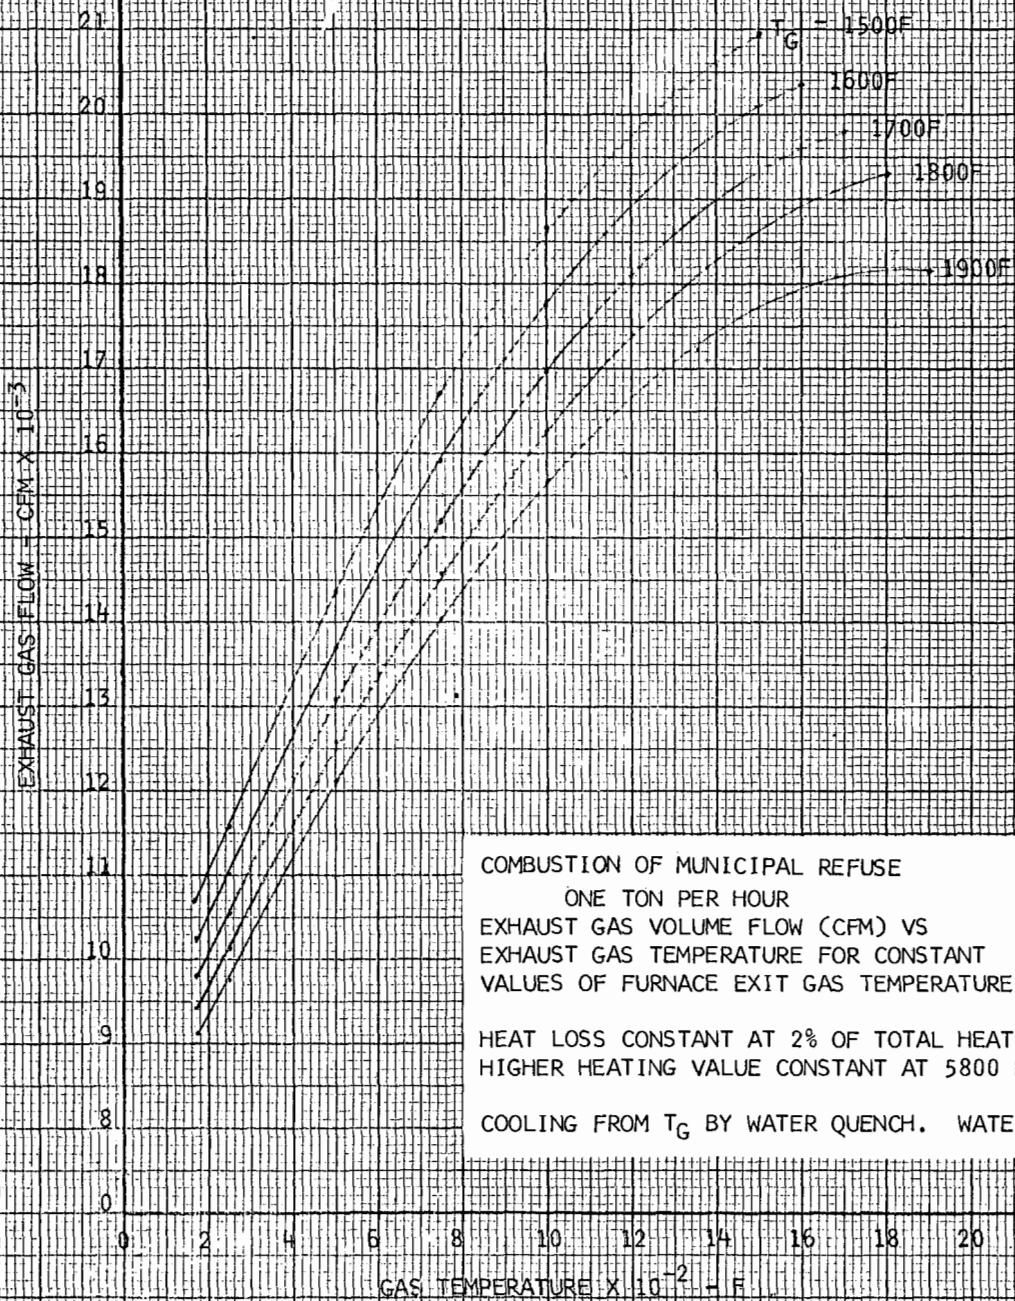 21
20
19
18
17
16
15
14
13
12
11
10
9
8
0
EXHAUST GAS FLOW - CFM X 10-3
TG = 1500F
1600F
1700F
1800F
1900F
COMBUSTION OF MUNICIPAL REFUSE
ONE TON PER HOUR
EXHAUST GAS VOLUME FLOW (CFM) VS
EXHAUST GAS TEMPERATURE FOR CONSTANT
VALUES OF FURNACE EXIT GAS TEMPERATURE
HEAT LOSS CONSTANT AT 2% OF TOTAL HEAT
HIGHER HEATING VALUE CONSTANT AT 5800
COOLING FROM TG BY WATER QUENCH. WATE
0 2 4 6 8 10 12 14 16 18 20
GAS TEMPERATURE X 10-2 - F